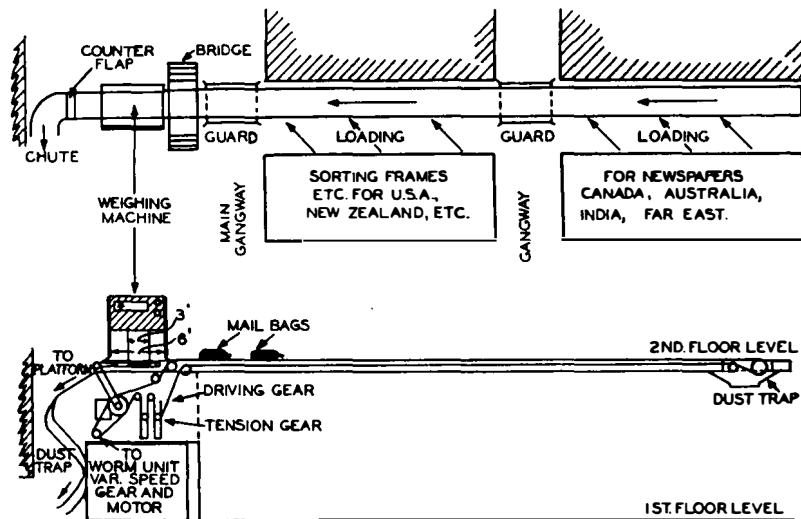 COUNTER
FLAP
BRIDGE
CHUTE
GUARD
LOADING
GUARD
LOADING
SORTING FRAMES
ETC. FOR U.S.A.,
NEW ZEALAND, ETC.
FOR NEWSPAPERS
CANADA, AUSTRALIA,
INDIA, FAR EAST.
WEIGHING
MACHINE
MAIN
GANGWAY
GANGWAY
3'
6'
MAIL BAGS
2ND. FLOOR LEVEL
TO
PLATFORM
DRIVING GEAR
DUST TRAP
TENSION GEAR
DUST
TRAP
TO
WORM UNIT
VAR. SPEED
GEAR AND
MOTOR
1ST. FLOOR LEVEL